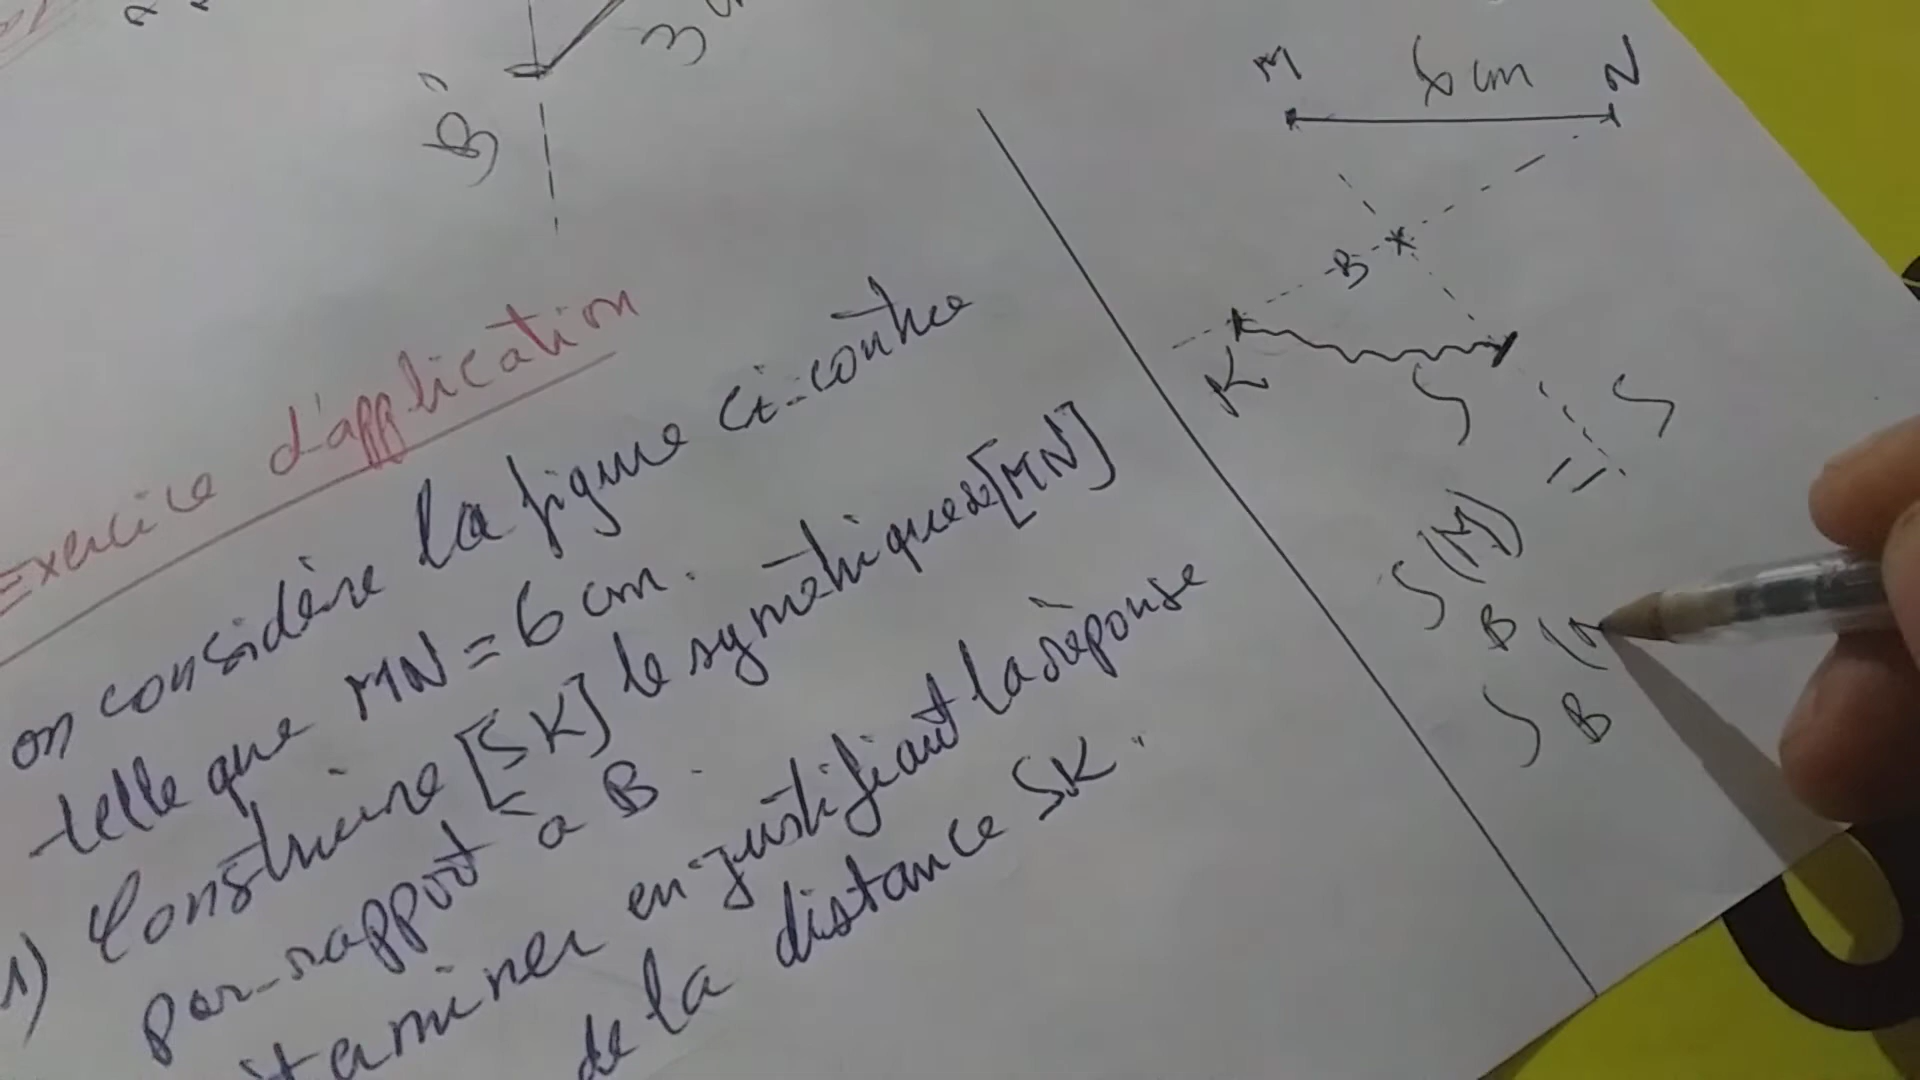 3
B'
Exercice d'application
on considère la figure ci-contre
telle que MN = 6 cm.
1) Construire [SK] le symétrique de [MN]
par-rapport à B.
en-justifiant la réponse
de la distance SK.
M 6 cm N
B
K S
S(M) = S
B
S (
B